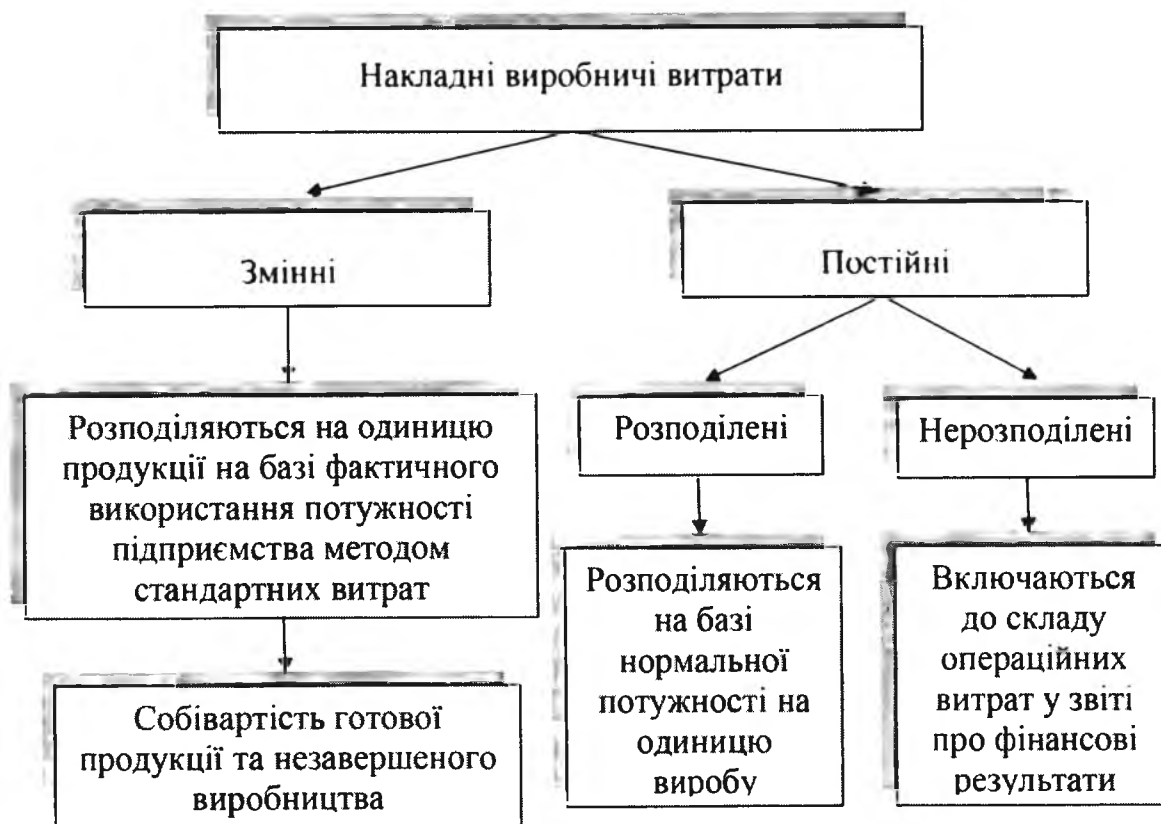 Накладні виробничі витрати
Змінні
Постійні
Розподіляються на одиницю
продукції на базі фактичного
використання потужності
підприємства методом
стандартних витрат
Розподілені
Нерозподілені
Собівартість готової
продукції та незавершеного
виробництва
Розподіляються
на базі
нормальної
потужності на
одиницю
виробу
Включаються
до складу
операційних
витрат у звіті
про фінансові
результати